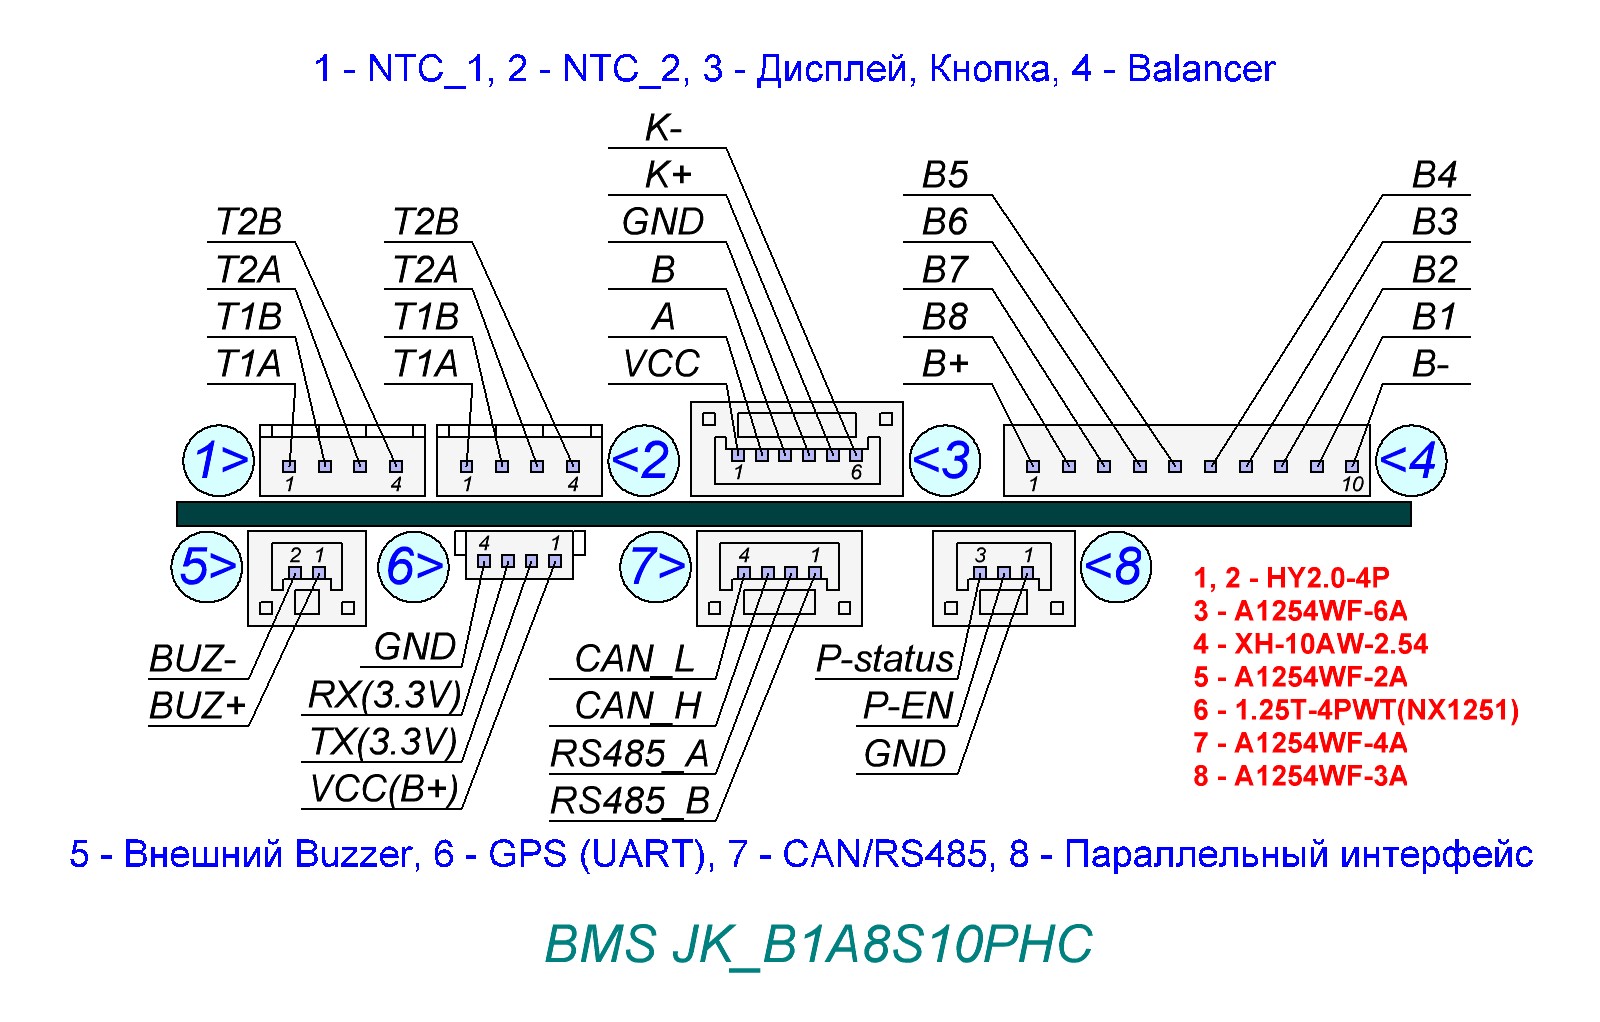 1 - NTC_1, 2 - NTC_2, 3 - Дисплей, Кнопка, 4 - Balancer
T2B
T2A
T1B
T1A
T2B
T2A
T1B
T1A
K-
K+
GND
B
A
VCC
B5
B6
B7
B8
B+
B4
B3
B2
B1
B-
1>
1 4
1 4
<2
1 6
<3
1 10
<4
5>
2 1
6>
4 1
7>
4 1
3 1
<8
BUZ-
BUZ+
GND
RX(3.3V)
TX(3.3V)
VCC(B+)
CAN_L
CAN_H
RS485_A
RS485_B
P-status
P-EN
GND
1, 2 - HY2.0-4P
3 - A1254WF-6A
4 - XH-10AW-2.54
5 - A1254WF-2A
6 - 1.25T-4PWT(NX1251)
7 - A1254WF-4A
8 - A1254WF-3A
5 - Внешний Buzzer, 6 - GPS (UART), 7 - CAN/RS485, 8 - Параллельный интерфейс
BMS JK_B1A8S10PHC